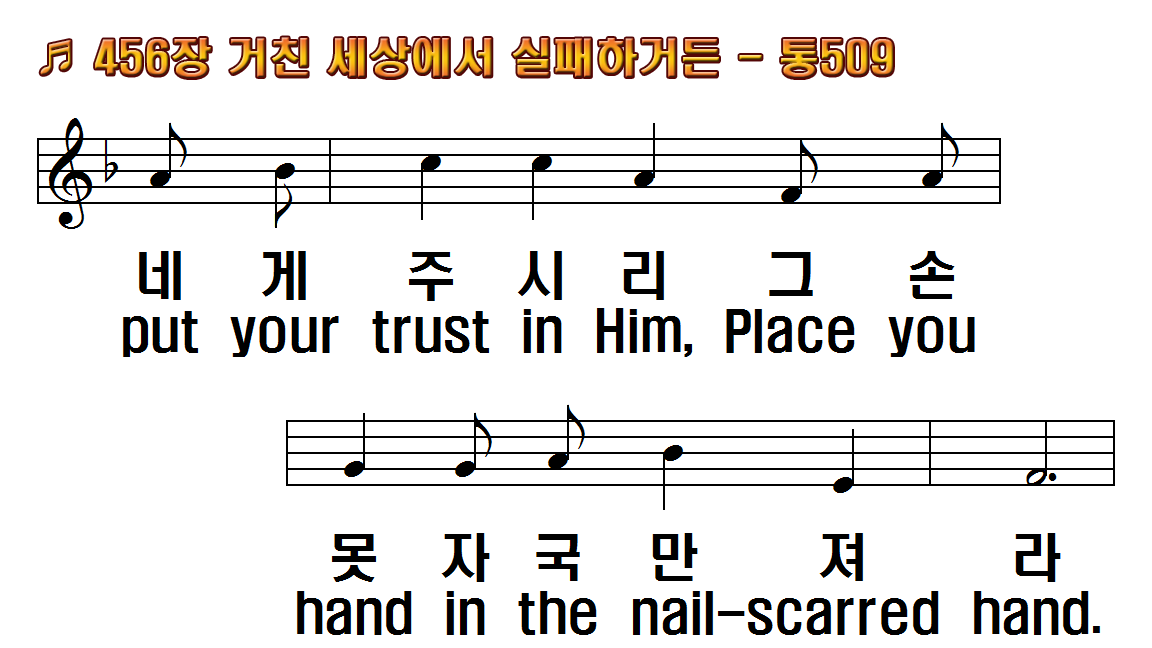 ♬ 456장 거친 세상에서 실패하거든 - 통509
네 게 주 시 리 그 손
put your trust in Him, Place you
못 자 국 만 져 라
hand in the nail-scarred hand.